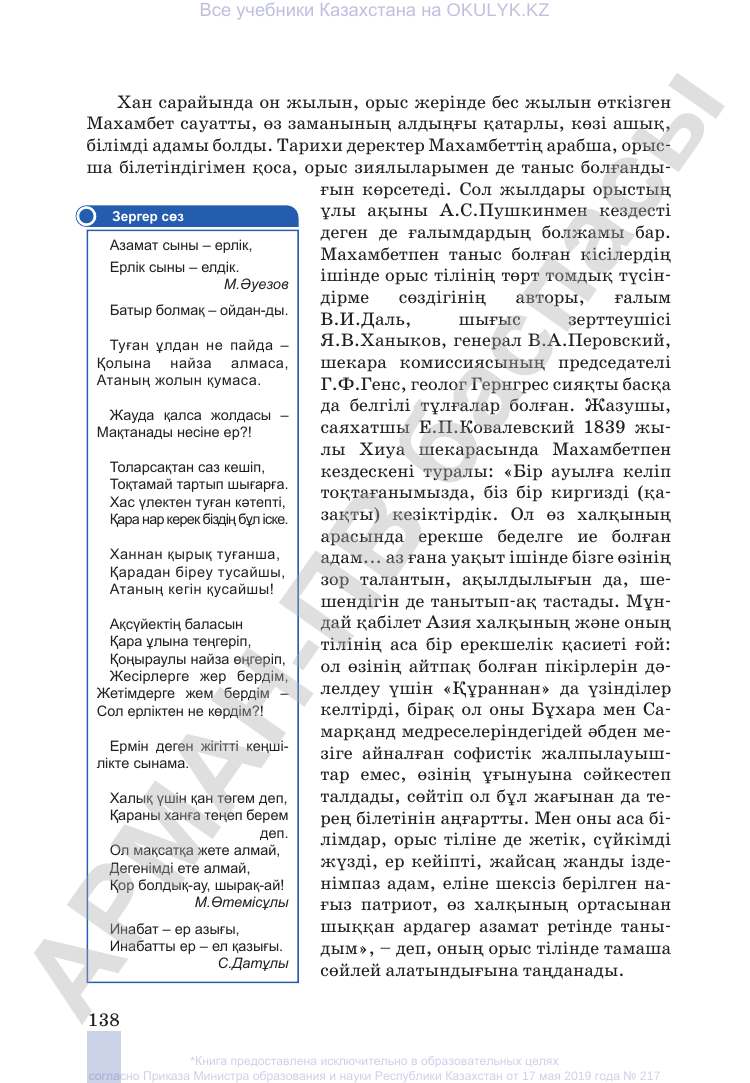 Все учебники Казахстана на OKULYK.KZ
Хан сарайында он жылын, орыс жерінде бес жылын өткізген
Махамбет сауатты, өз заманының алдыңғы қатарлы, көзі ашық,
білімді адамы болды. Тарихи деректер Махамбеттің арабша, орыс-
ша білетіндігімен қоса, орыс зиялыларымен де таныс болғанды-
ғын көрсетеді. Сол жылдары орыстың
ұлы ақыны А.С.Пушкинмен кездесті
деген де ғалымдардың болжамы бар.
Махамбетпен таныс болған кісілердің
ішінде орыс тілінің төрт томдық түсін-
дірме сөздігінің авторы, ғалым
В.И.Даль, шығыс зерттеушісі
Я.В.Ханыков, генерал В.А.Перовский,
шекара комиссиясының председателі
Г.Ф.Генс, геолог Гернгрес сияқты басқа
да белгілі тұлғалар болған. Жазушы,
саяхатшы Е.П.Ковалевский 1839 жы-
лы Хиуа шекарасында Махамбетпен
кездескені туралы: «Бір ауылға келіп
тоқтағанымызда, біз бір киргизді (қа-
зақты) кезіктірдік. Ол өз халқының
арасында ерекше беделге ие болған
адам... аз ғана уақыт ішінде бізге өзінің
зор талантын, ақылдылығын да, ше-
шендігін де танытып-ақ тастады. Мұн-
дай қабілет Азия халқының және оның
тілінің аса бір ерекшелік қасиеті ғой:
ол өзінің айтпақ болған пікірлерін дә-
лелдеу үшін «Құраннан» да үзінділер
келтірді, бірақ ол оны Бұхара мен Са-
марқанд медреселеріндегідей әбден ме-
зіге айналған софистік жалпылауыш-
тар емес, өзінің ұғынуына сәйкестеп
талдады, сөйтіп ол бұл жағынан да те-
рең білетінін аңғартты. Мен оны аса бі-
лімдар, орыс тіліне де жетік, сүйкімді
жүзді, ер кейіпті, жайсаң жанды ізде-
німпаз адам, еліне шексіз берілген на-
ғыз патриот, өз халқының ортасынан
шыққан ардагер азамат ретінде таны-
дым», – деп, оның орыс тілінде тамаша
сөйлей алатындығына таңданады.
Зергер сөз
Азамат сыны – ерлік,
Ерлік сыны – елдік.
М.Әуезов
Батыр болмақ – ойдан-ды.
Туған ұлдан не пайда –
Қолына найза алмаса,
Атаның жолын қумаса.
Жауда қалса жолдасы –
Мақтанады несіне ер?!
Толарсақтан саз кешіп,
Тоқтамай тартып шығарға.
Хас үлектен туған кәтепті,
Қара нар керек біздің бұл іске.
Ханнан қырық туғанша,
Қарадан біреу тусайшы,
Атаның кегін қусайшы!
Ақсүйектің баласын
Қара ұлына теңгеріп,
Қоңыраулы найза өңгеріп,
Жесірлерге жер бердім,
Жетімдерге жем бердім –
Сол ерліктен не көрдім?!
Ермін деген жігітті кеңші-
лікте сынама.
Халық үшін қан төгем деп,
Қараны ханға теңеп берем
деп.
Ол мақсатқа жете алмай,
Дегенімді ете алмай,
Қор болдық-ау, шырақ-ай!
М.Өтемісұлы
Инабат – ер азығы,
Инабатты ер – ел қазығы.
С.Датұлы
АРМАН-ПВ баспасы
138
*Книга предоставлена исключительно в образовательных целях
согласно Приказа Министра образования и науки Республики Казахстан от 17 мая 2019 года № 217